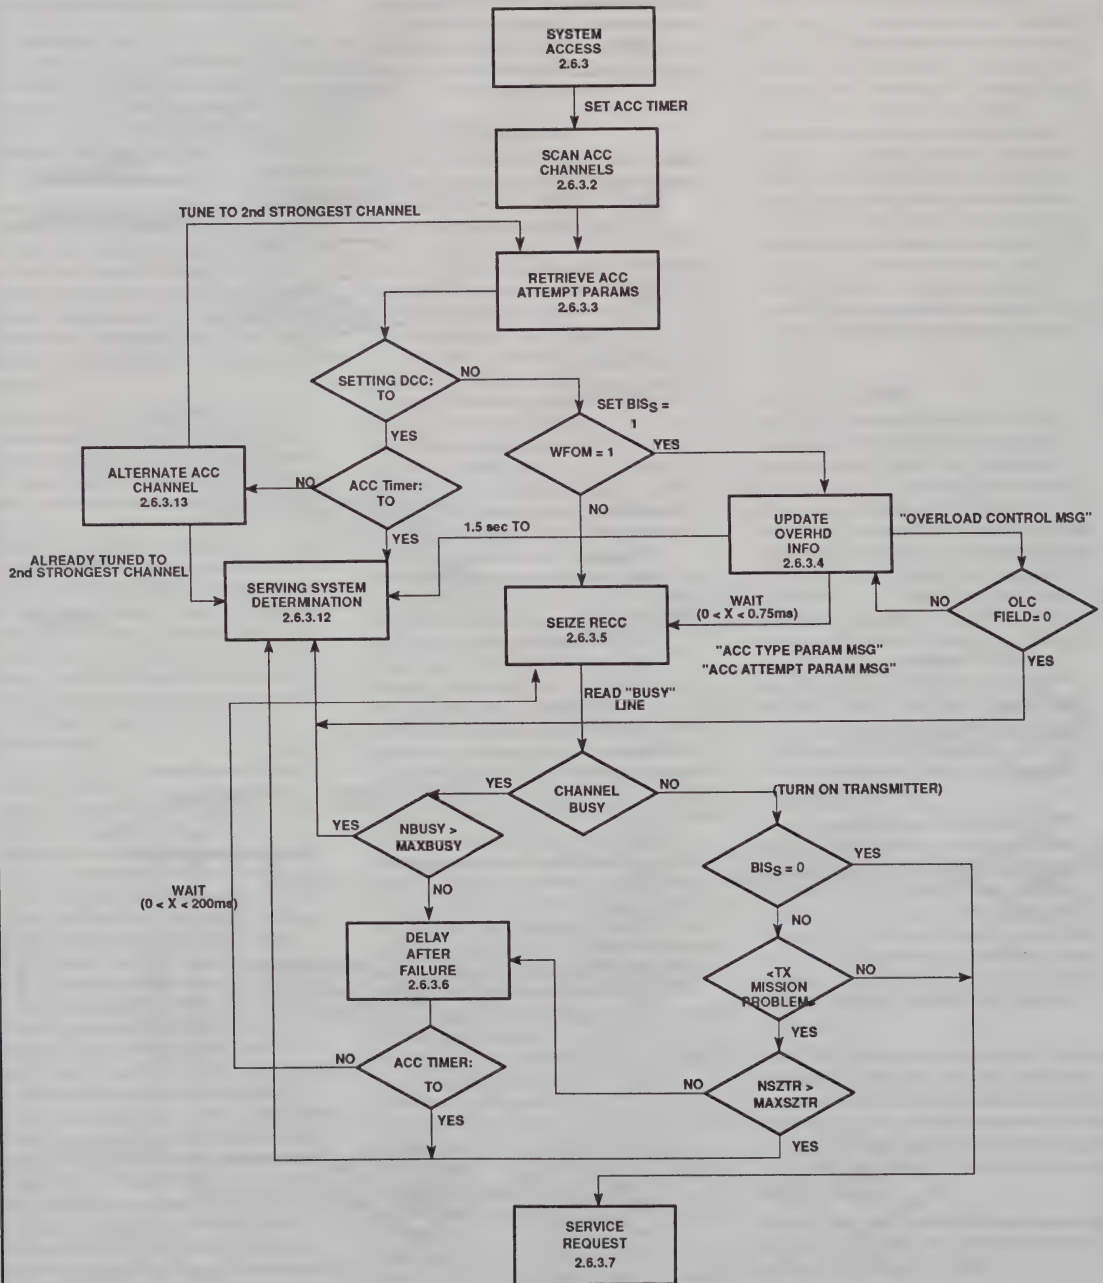 SYSTEM
ACCESS
2.6.3
SET ACC TIMER
SCAN ACC
CHANNELS
2.6.3.2
TUNE TO 2nd STRONGEST CHANNEL
RETRIEVE ACC
ATTEMPT PARAMS
2.6.3.3
SETTING DCC:
TO
NO
YES
SET BISS =
1
WFOM = 1
YES
NO
ALTERNATE ACC
CHANNEL
2.6.3.13
NO
ACC Timer:
TO
YES
1.5 sec TO
UPDATE
OVERHD
INFO
2.6.3.4
"OVERLOAD CONTROL MSG"
ALREADY TUNED TO
2nd STRONGEST CHANNEL
SERVING SYSTEM
DETERMINATION
2.6.3.12
SEIZE RECC
2.6.3.5
WAIT
(0 < X < 0.75ms)
NO
OLC
FIELD= 0
YES
"ACC TYPE PARAM MSG"
"ACC ATTEMPT PARAM MSG"
READ "BUSY"
LINE
CHANNEL
BUSY
YES
NO
(TURN ON TRANSMITTER)
YES
NBUSY >
MAXBUSY
NO
BISS = 0
YES
NO
WAIT
(0 < X < 200ms)
DELAY
AFTER
FAILURE
2.6.3.6
<TX
MISSION
PROBLEM>
NO
YES
NO
ACC TIMER:
TO
YES
NO
NSZTR >
MAXSZTR
YES
SERVICE
REQUEST
2.6.3.7